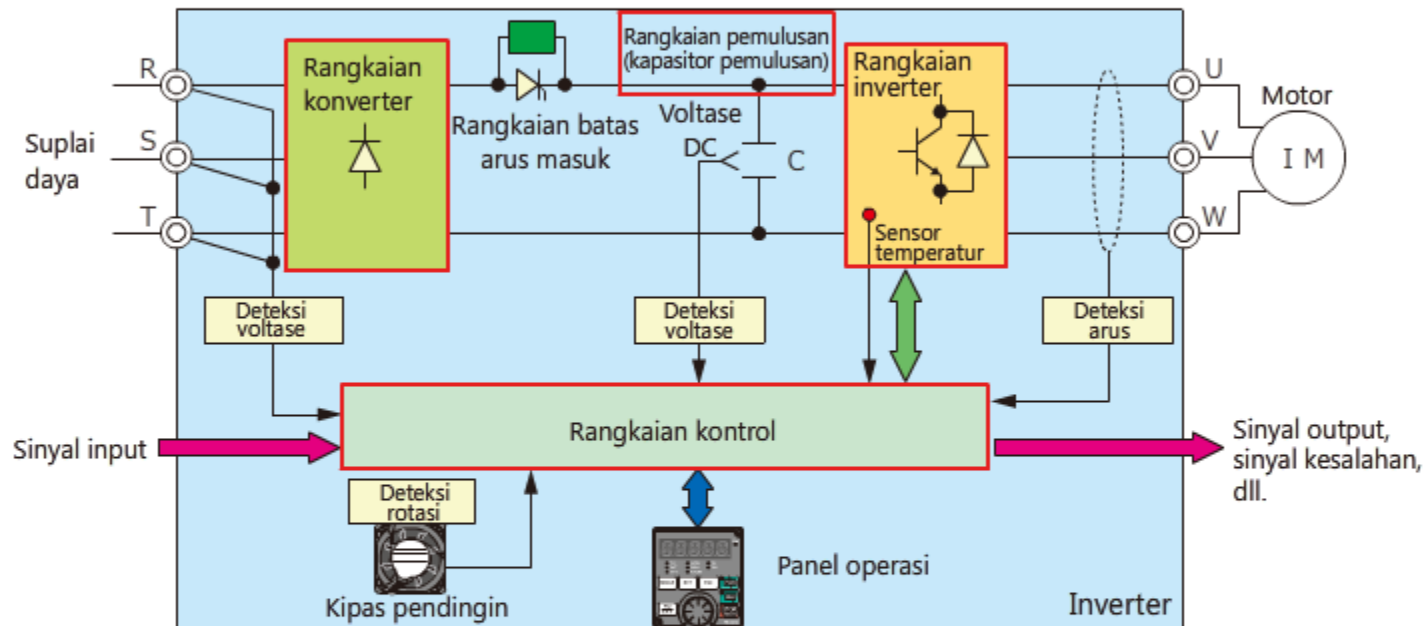 Rangkaian pemulusan
(kapasitor pemulusan)
Rangkaian
konverter
Rangkaian
inverter
R
S
T
Suplai
daya
Rangkaian batas
arus masuk
Voltase
DC
C
Sensor
temperatur
U
V
W
Motor
I M
Deteksi
voltase
Deteksi
voltase
Deteksi
arus
Sinyal input
Rangkaian kontrol
Sinyal output,
sinyal kesalahan,
dll.
Deteksi
rotasi
Kipas pendingin
Panel operasi
Inverter